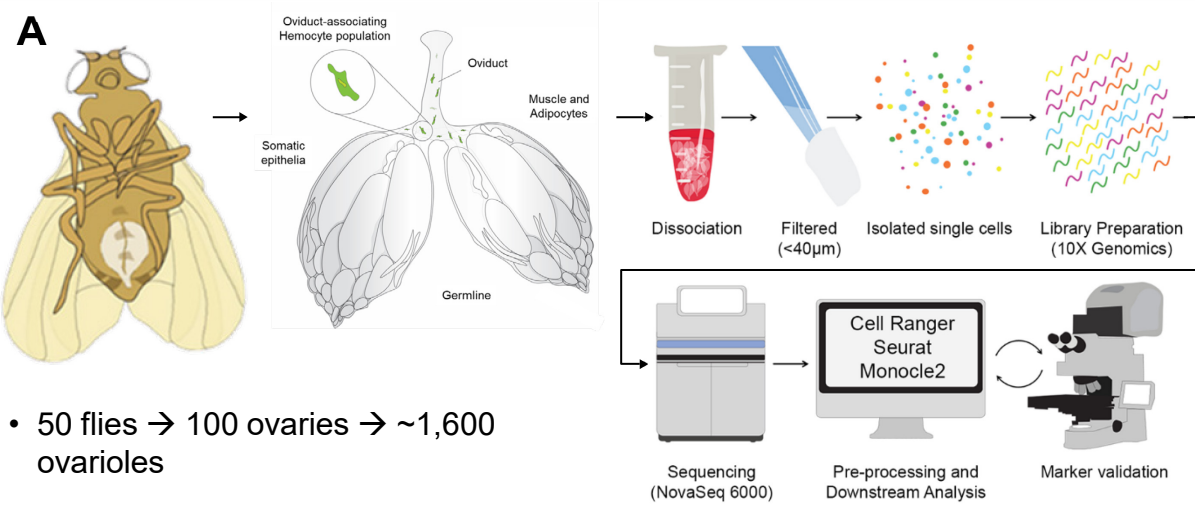 A
Oviduct-associating
Hemocyte population
Oviduct
Muscle and
Adipocytes
Somatic
epithelia
Germline
Dissociation
Filtered
(<40µm)
Isolated single cells
Library Preparation
(10X Genomics)
Cell Ranger
Seurat
Monocle2
Sequencing
(NovaSeq 6000)
Pre-processing and
Downstream Analysis
Marker validation
• 50 flies → 100 ovaries → ~1,600
ovarioles